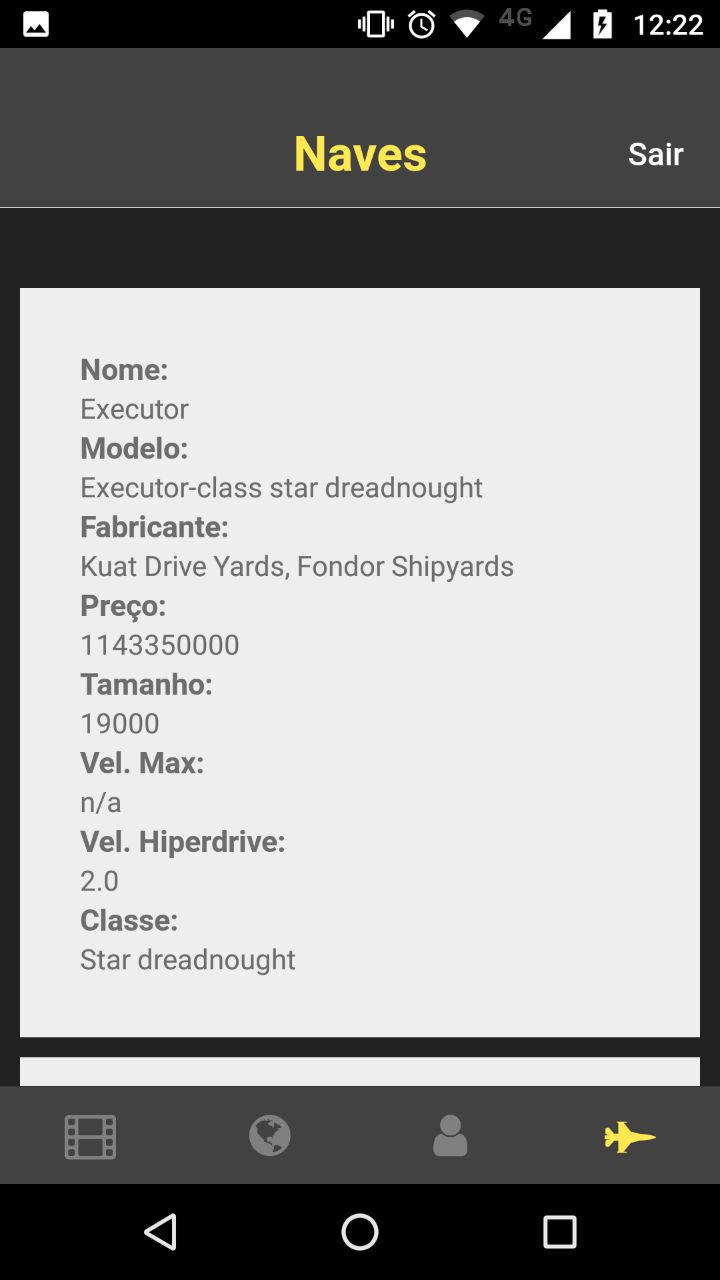 4G 12:22
Naves
Sair
Nome:
Executor
Modelo:
Executor-class star dreadnought
Fabricante:
Kuat Drive Yards, Fondor Shipyards
Preço:
1143350000
Tamanho:
19000
Vel. Max:
n/a
Vel. Hiperdrive:
2.0
Classe:
Star dreadnought